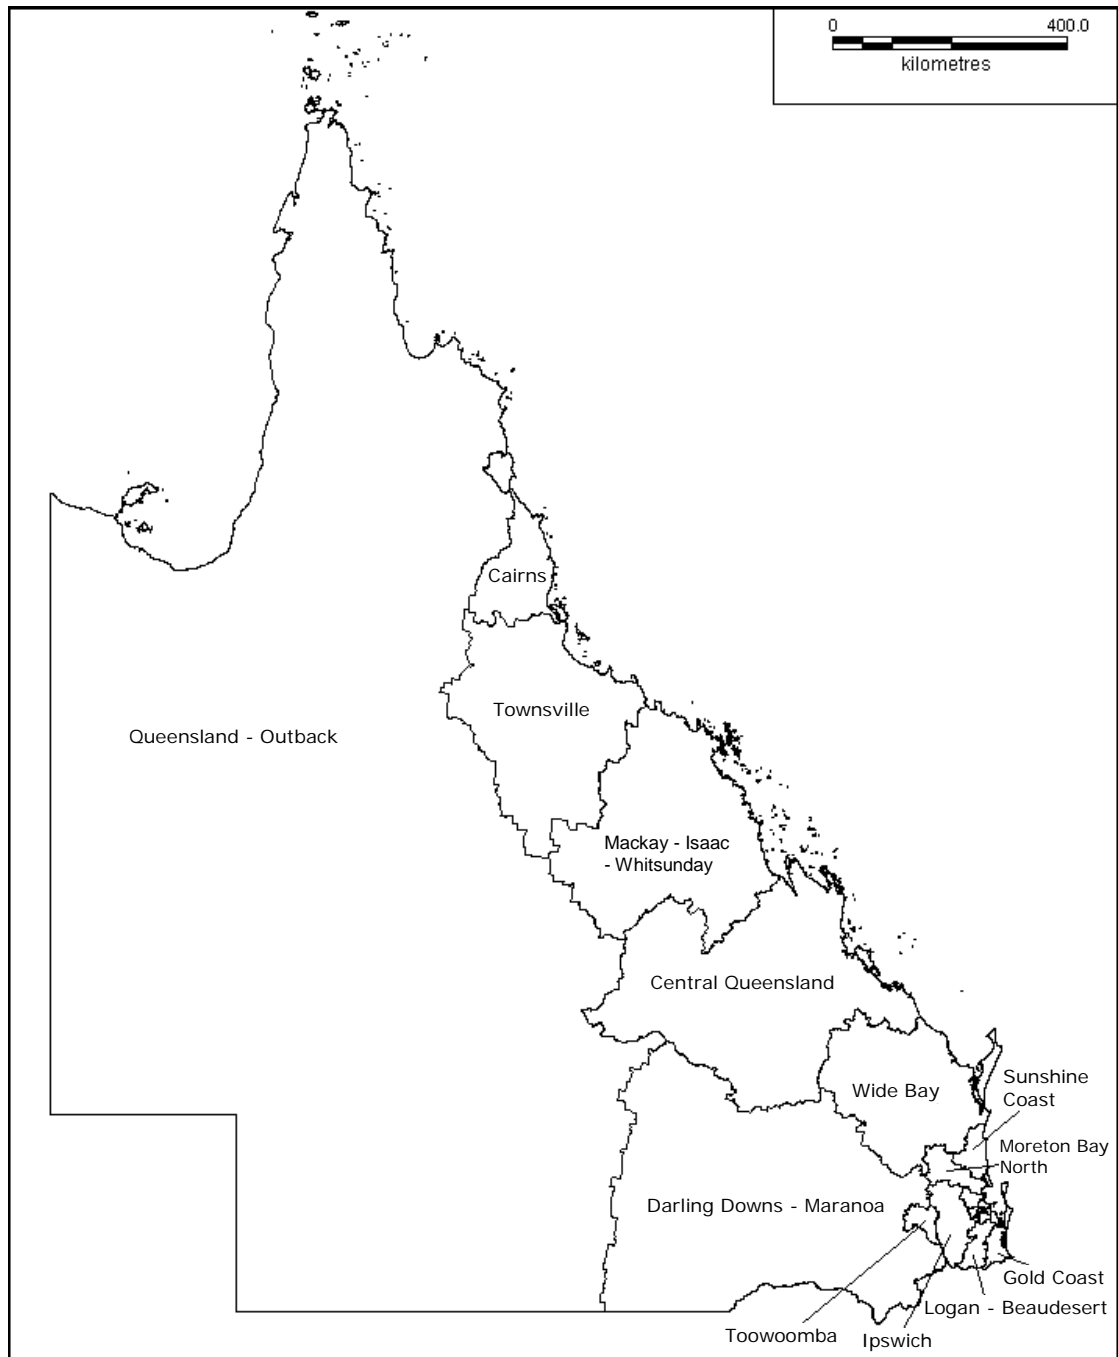 0 400.0
kilometres
Cairns
Townsville
Queensland - Outback
Mackay - Isaac
- Whitsunday
Central Queensland
Wide Bay
Sunshine
Coast
Moreton Bay
North
Darling Downs - Maranoa
Gold Coast
Logan - Beaudesert
Toowoomba
Ipswich